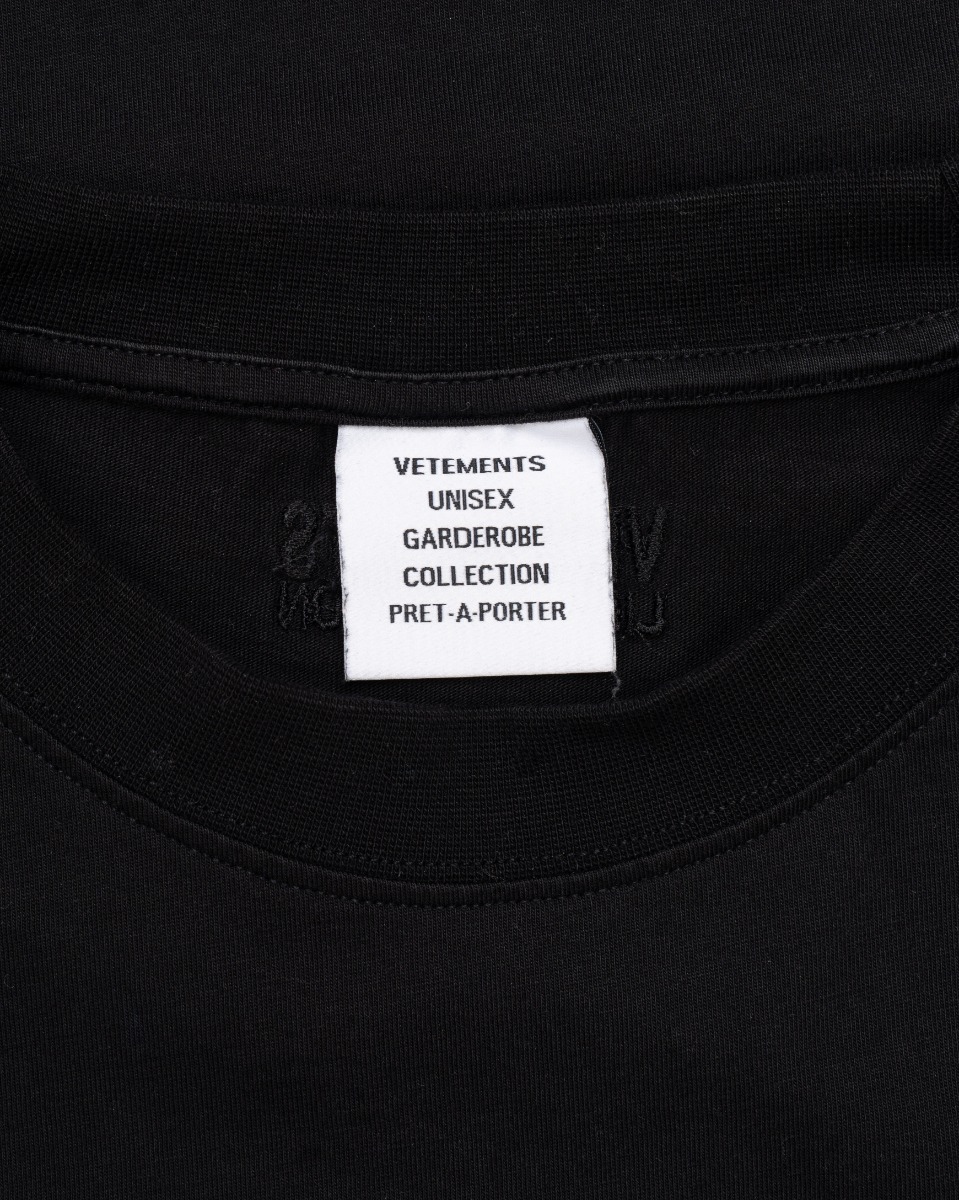 VETEMENTS
UNISEX
GARDEROBE
COLLECTION
PRET-A-PORTER